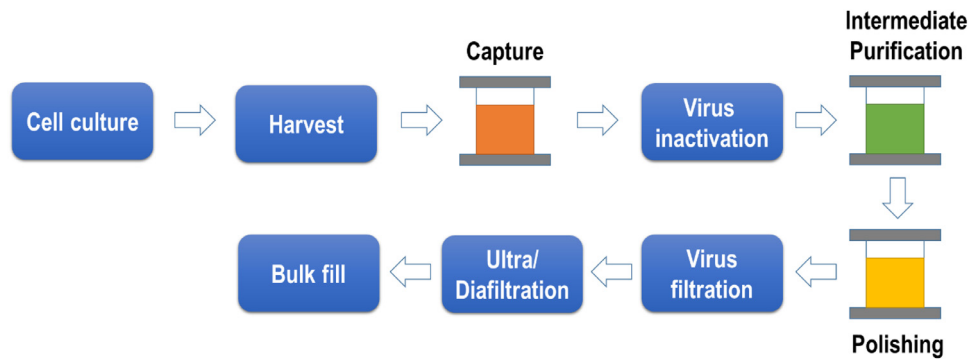 Cell culture
Harvest
Capture
Virus
inactivation
Intermediate
Purification
Polishing
Virus
filtration
Ultra/
Diafiltration
Bulk fill